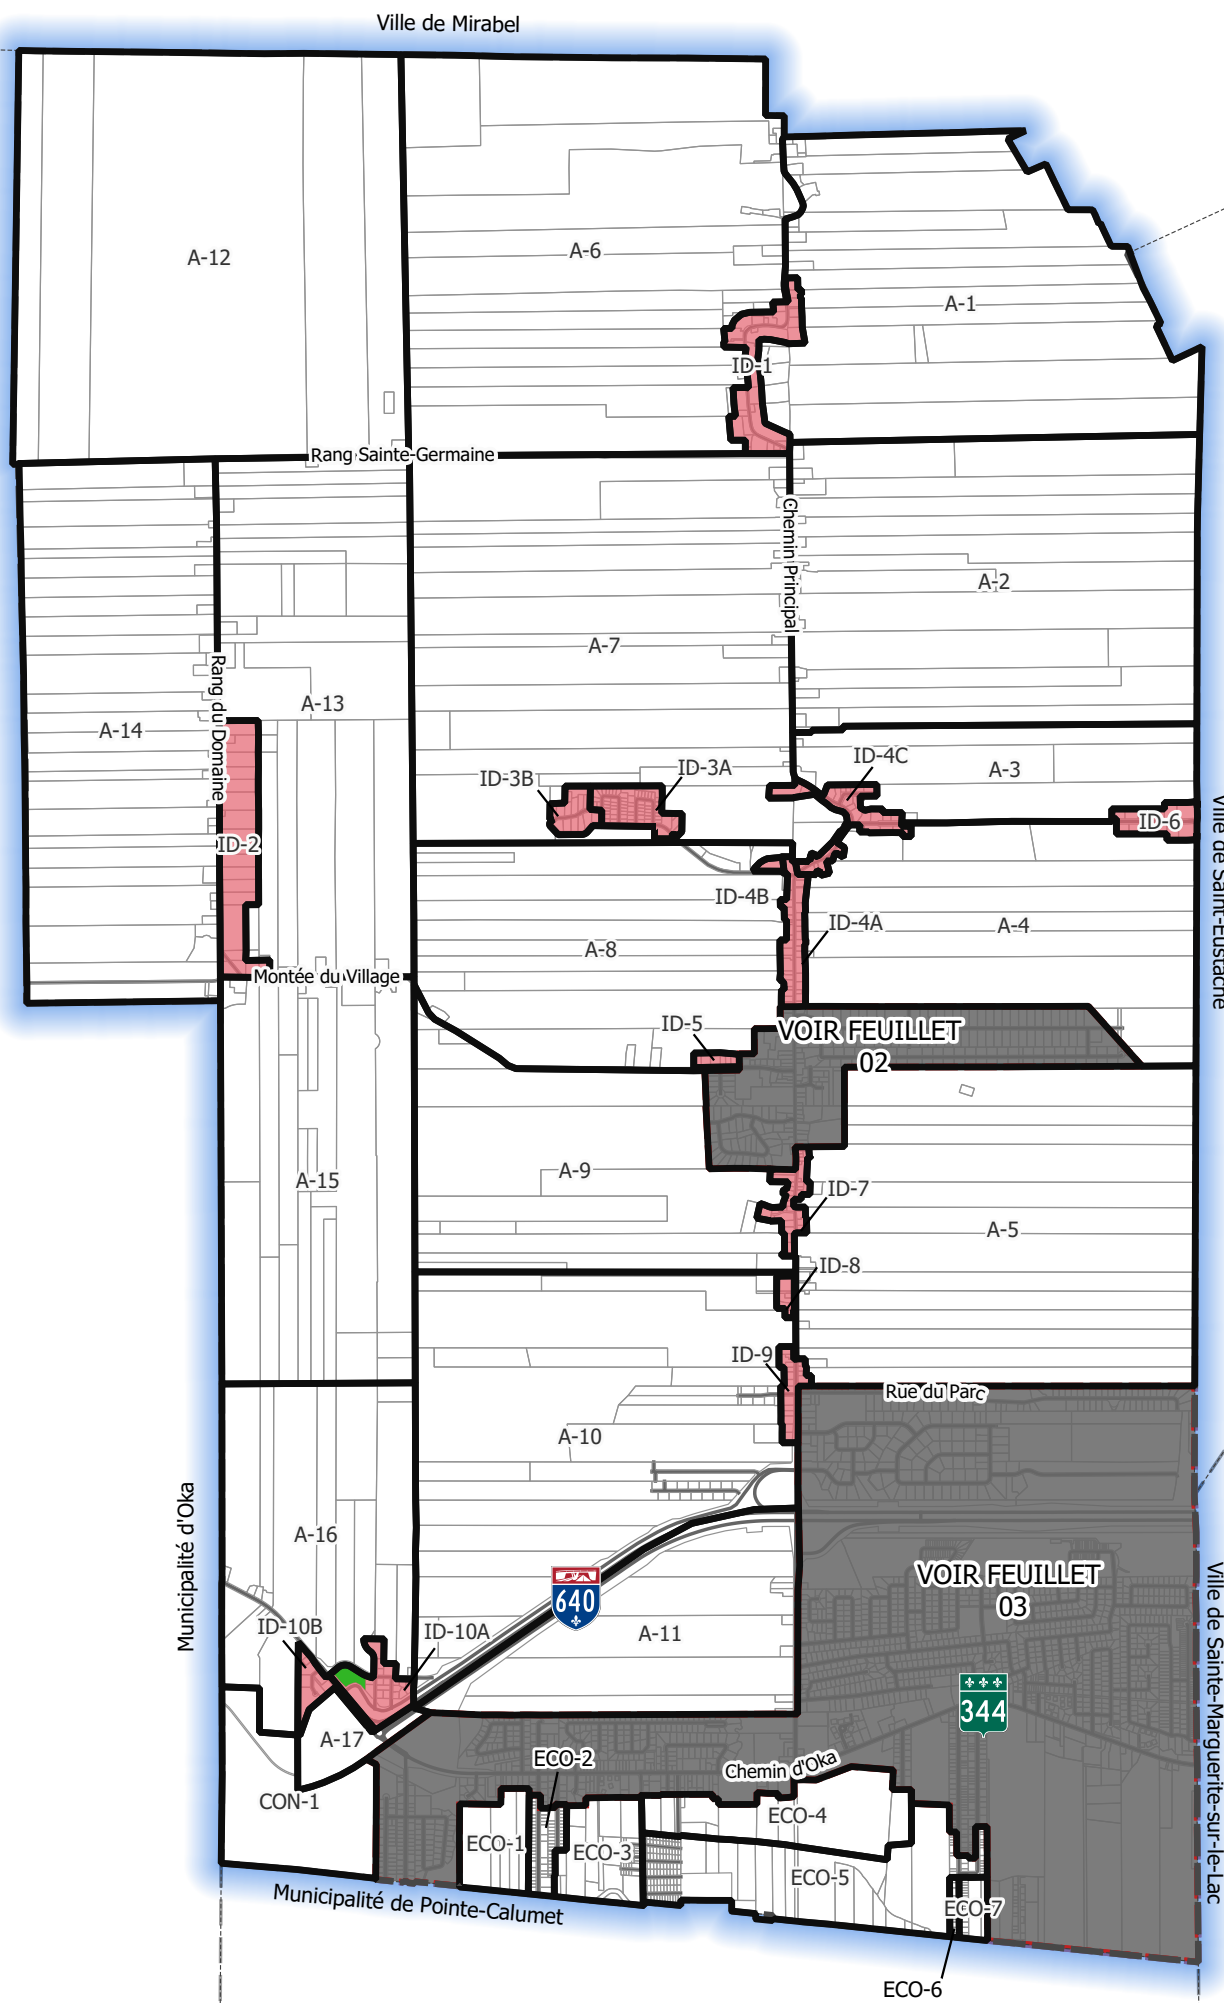 Ville de Mirabel
A-12
A-6
A-1
ID-1
Rang Sainte-Germaine
Chemin Principal
A-2
A-7
Rang du Domaine
A-13
A-14
ID-4C
A-3
ID-3B
ID-3A
ID-6
Ville de Saint-Eustache
ID-2
ID-4B
ID-4A
A-4
A-8
Montée du Village
ID-5
VOIR FEUILLET
02
A-9
A-15
ID-7
A-5
ID-8
ID-9
Rue du Parc
A-10
Municipalité d'Oka
A-16
VOIR FEUILLET
03
640
ID-10B
ID-10A
A-11
Ville de Sainte-Marguerite-sur-le-Lac
344
A-17
ECO-2
Chemin d'Oka
CON-1
ECO-4
ECO-1
ECO-3
ECO-5
ECO-7
Municipalité de Pointe-Calumet
ECO-6